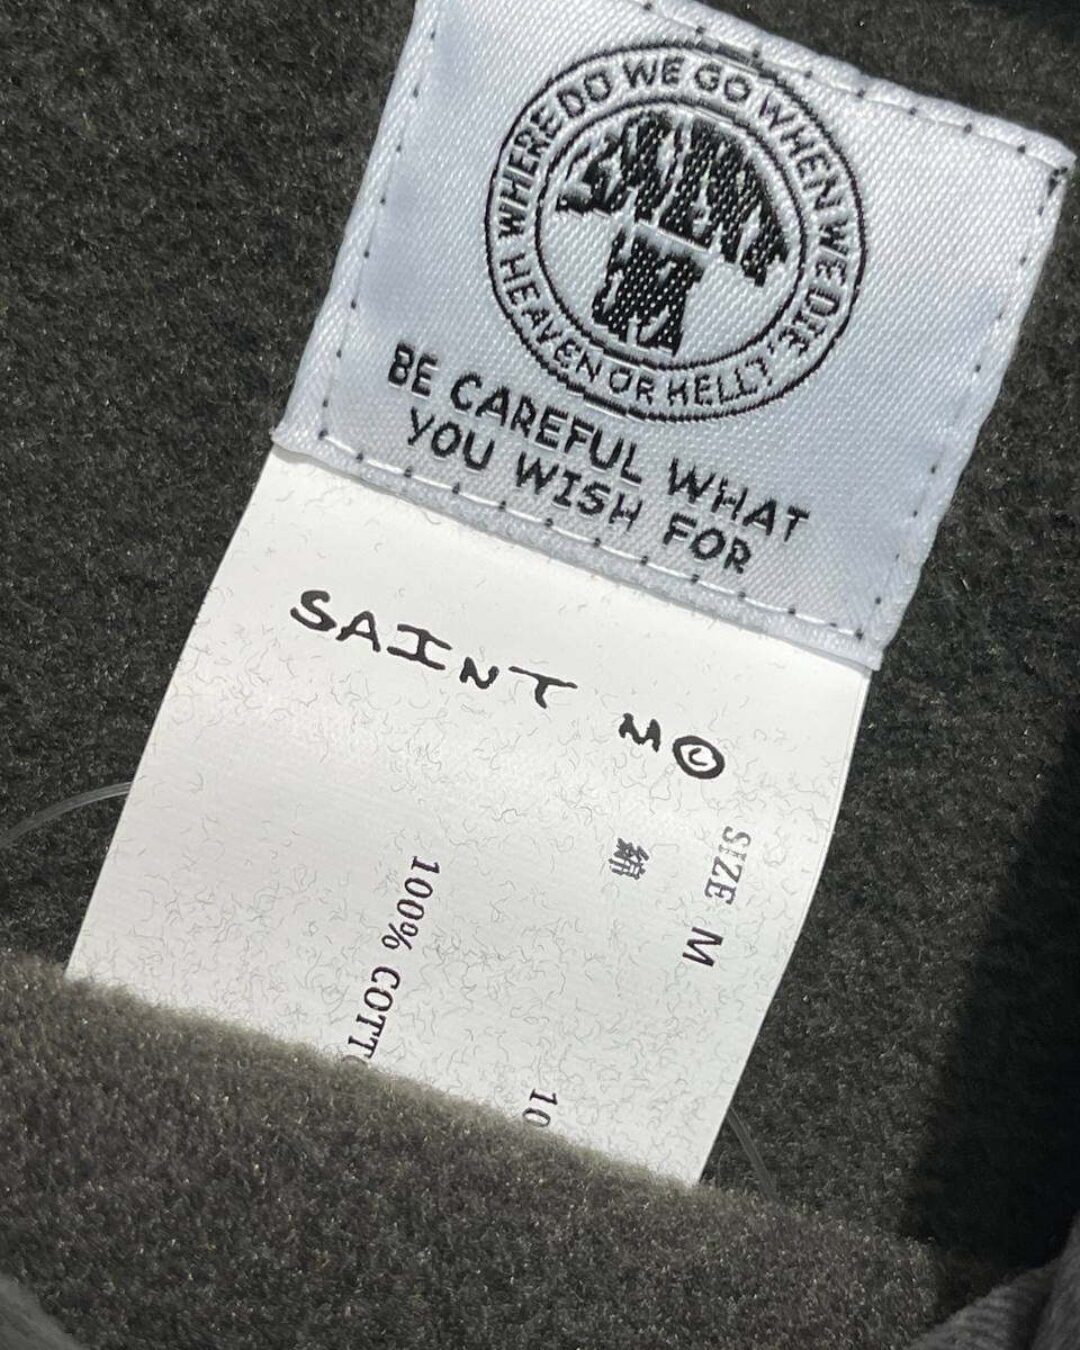 WHERE DO WE GO WHEN WE DIE,
HEAVEN OR HELL?
BE CAREFUL WHAT
YOU WISH FOR
SAINT M©
SIZE M
綿
10
100% COTT